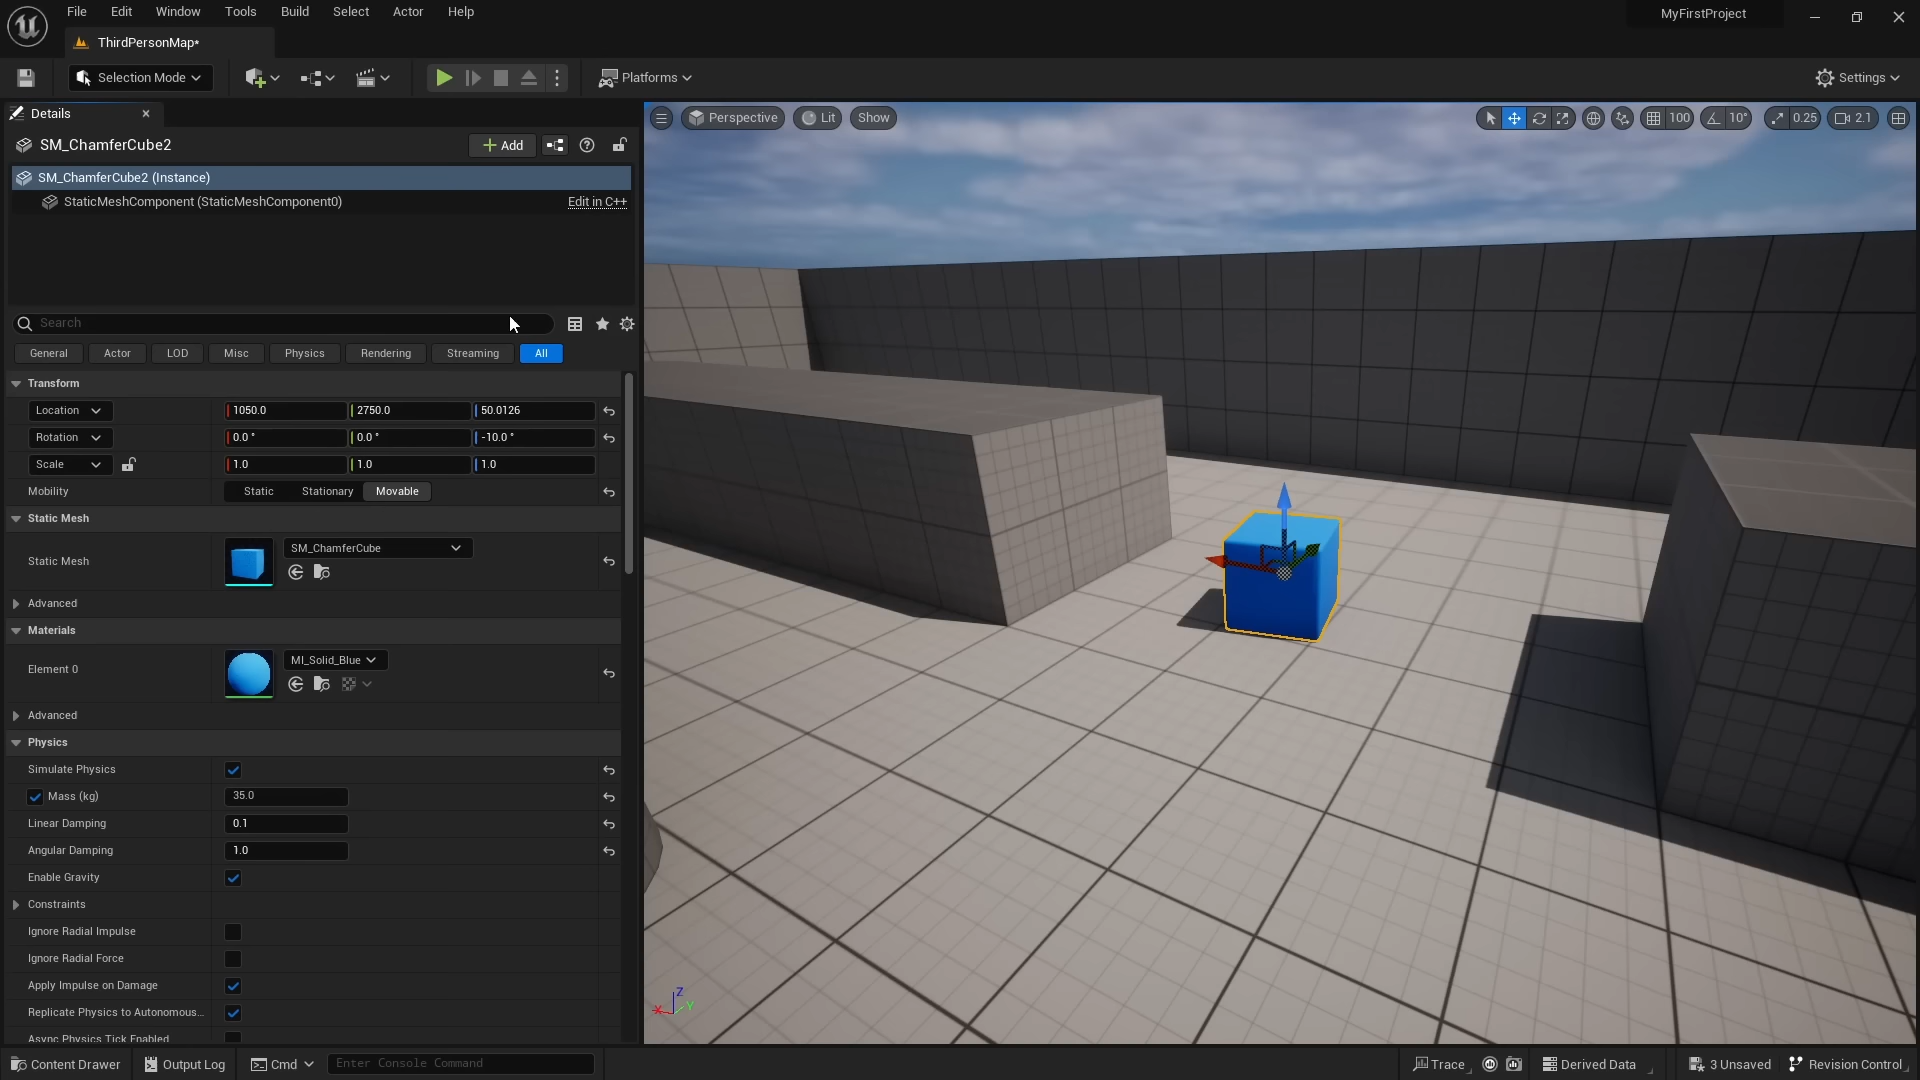 File Edit Window Tools Build Select Actor Help MyFirstProject
ThirdPersonMap*
Selection Mode Platforms Settings
Details
SM_ChamferCube2 Add
SM_ChamferCube2 (Instance)
StaticMeshComponent (StaticMeshComponent0) Edit in C++
Search
General Actor LOD Misc Physics Rendering Streaming All
Transform
Location 1050.0 2750.0 50.0126
Rotation 0.0 ° 0.0 ° -10.0 °
Scale 1.0 1.0 1.0
Mobility Static Stationary Movable
Static Mesh
Static Mesh SM_ChamferCube
Advanced
Materials
Element 0 MI_Solid_Blue
Advanced
Physics
Simulate Physics
Mass (kg) 35.0
Linear Damping 0.1
Angular Damping 1.0
Enable Gravity
Constraints
Ignore Radial Impulse
Ignore Radial Force
Apply Impulse on Damage
Replicate Physics to Autonomous...
Async Physics Tick Enabled
Perspective Lit Show 100 10° 0.25 2.1
Z
X Y
Content Drawer Output Log Cmd Enter Console Command Trace Derived Data 3 Unsaved Revision Control